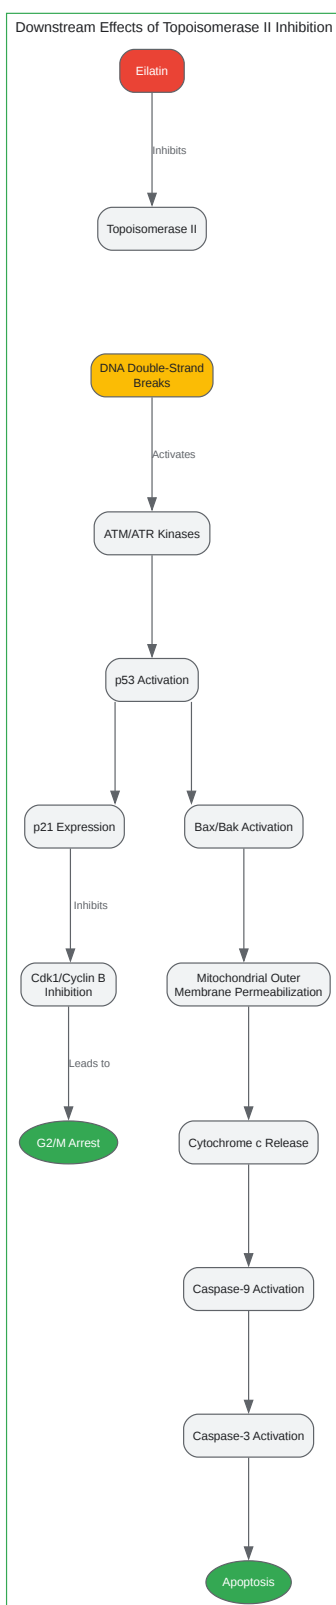 Downstream Effects of Topoisomerase II Inhibition
Eilatin
Inhibits
Topoisomerase II
DNA Double-Strand
Breaks
Activates
ATM/ATR Kinases
p53 Activation
p21 Expression
Bax/Bak Activation
Inhibits
Cdk1/Cyclin B
Inhibition
Mitochondrial Outer
Membrane Permeabilization
Leads to
G2/M Arrest
Cytochrome c Release
Caspase-9 Activation
Caspase-3 Activation
Apoptosis